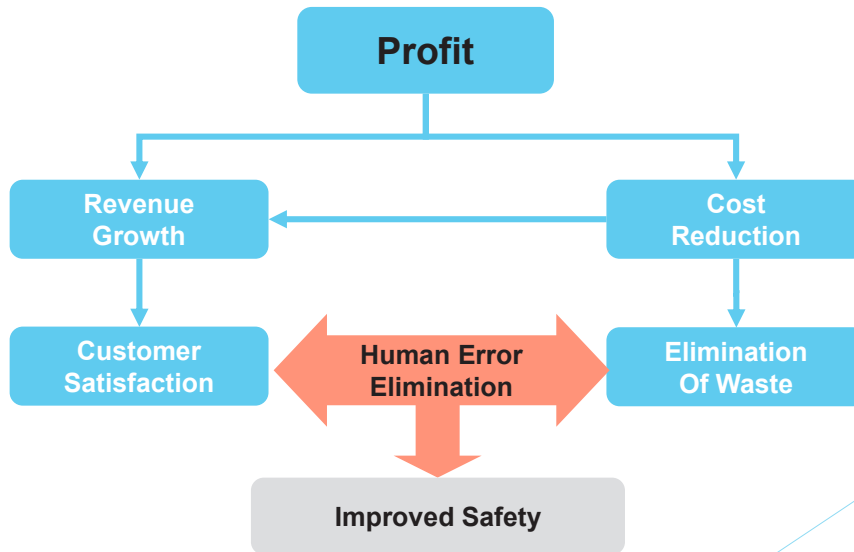 Profit
Revenue
Growth
Cost
Reduction
Customer
Satisfaction
Human Error
Elimination
Elimination
Of Waste
Improved Safety